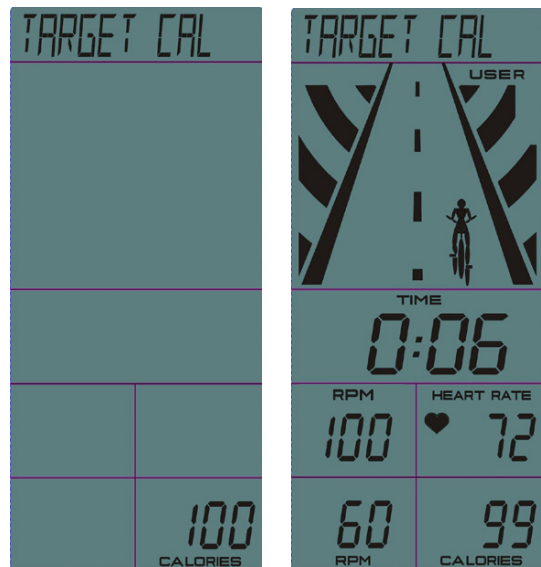 TARGET CAL
100
CALORIES
TARGET CAL
USER
TIME
0:06
RPM
HEART RATE
100
72
60
99
RPM
CALORIES